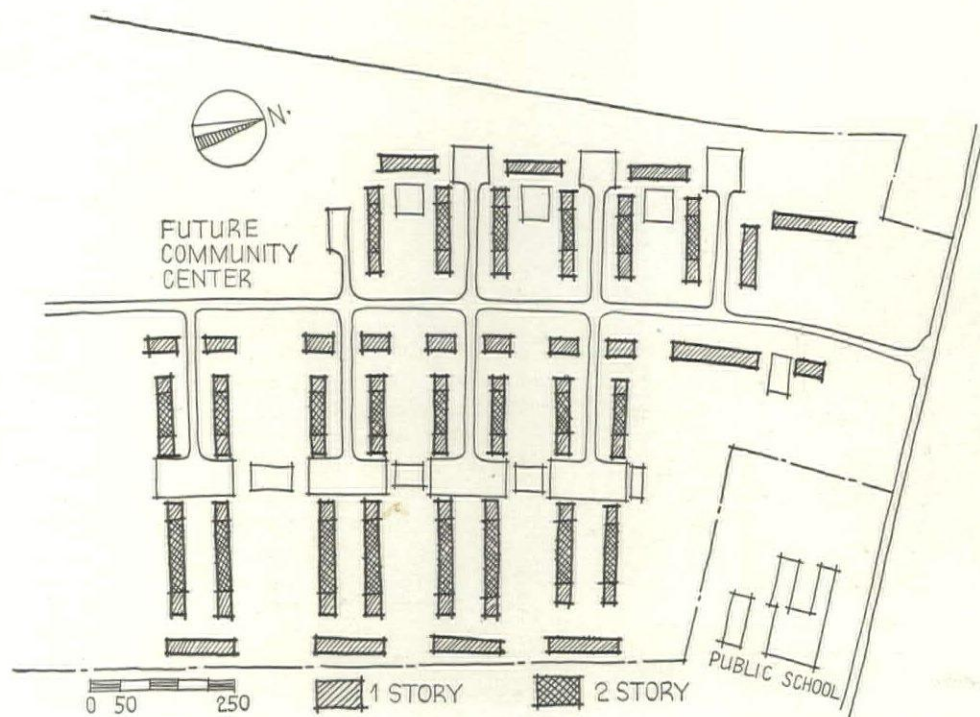 N.
FUTURE
COMMUNITY
CENTER
PUBLIC SCHOOL
0 50 250
1 STORY
2 STORY